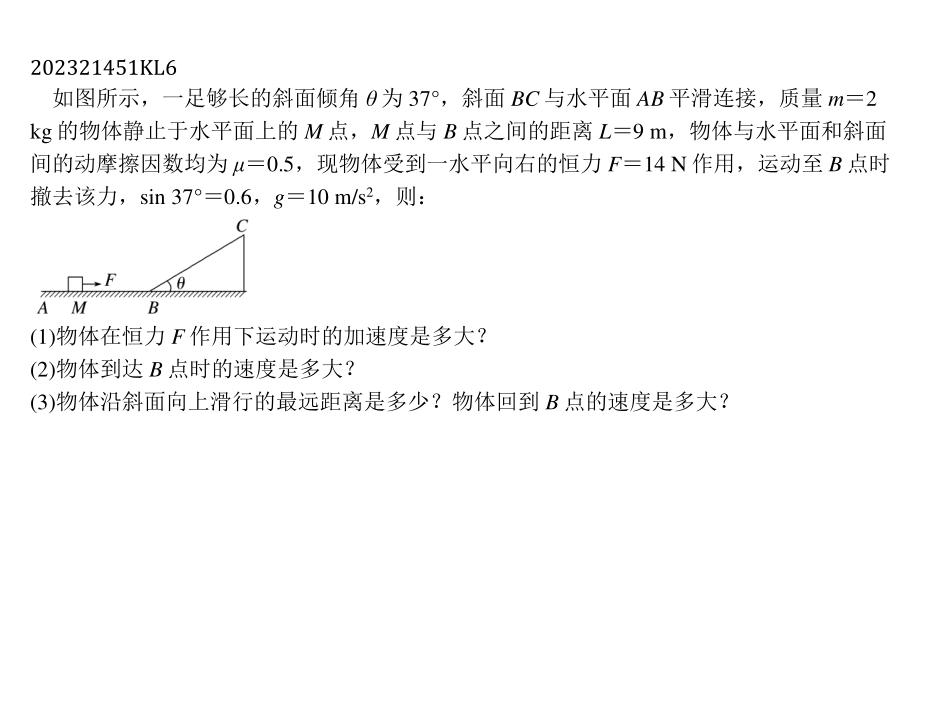 202321451KL6
如图所示，一足够长的斜面倾角 θ 为 37°，斜面 BC 与水平面 AB 平滑连接，质量 m＝2
kg 的物体静止于水平面上的 M 点，M 点与 B 点之间的距离 L＝9 m，物体与水平面和斜面
间的动摩擦因数均为 μ＝0.5，现物体受到一水平向右的恒力 F＝14 N 作用，运动至 B 点时
撤去该力，sin 37°＝0.6，g＝10 m/s²，则：
C
F
θ
A M B
(1)物体在恒力 F 作用下运动时的加速度是多大？
(2)物体到达 B 点时的速度是多大？
(3)物体沿斜面向上滑行的最远距离是多少？物体回到 B 点的速度是多大？